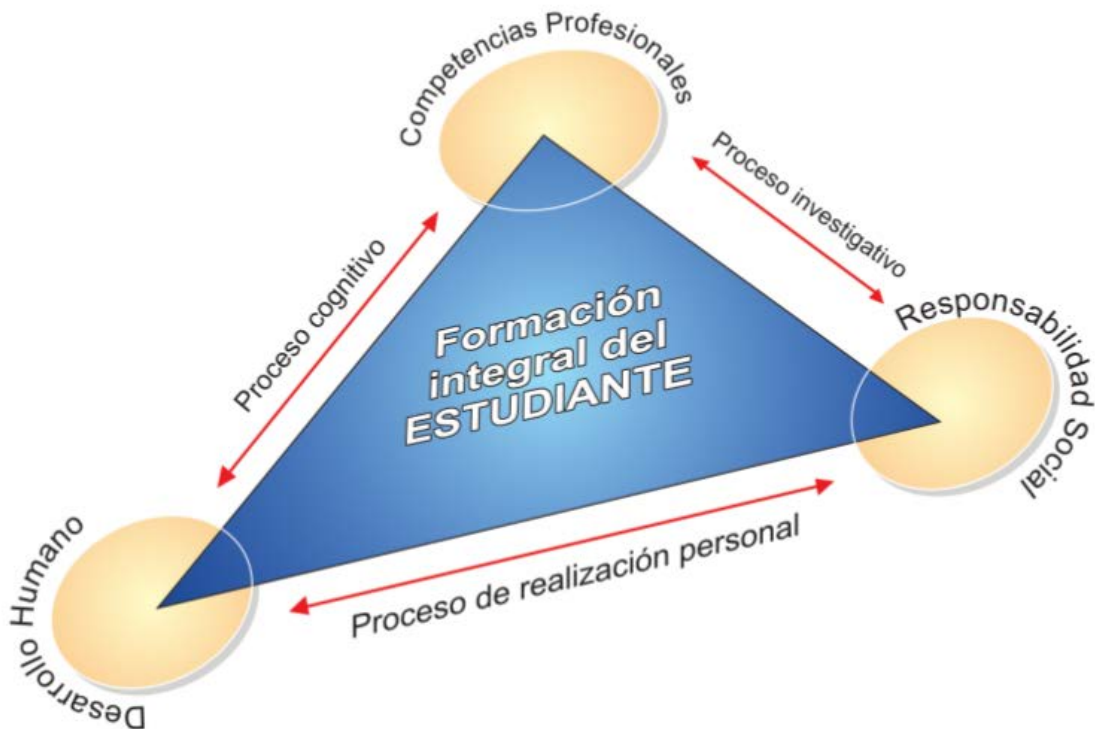 Competencias Profesionales
Proceso investigativo
Proceso cognitivo
Responsabilidad Social
Formación
integral del
ESTUDIANTE
Desarrollo Humano
Proceso de realización personal